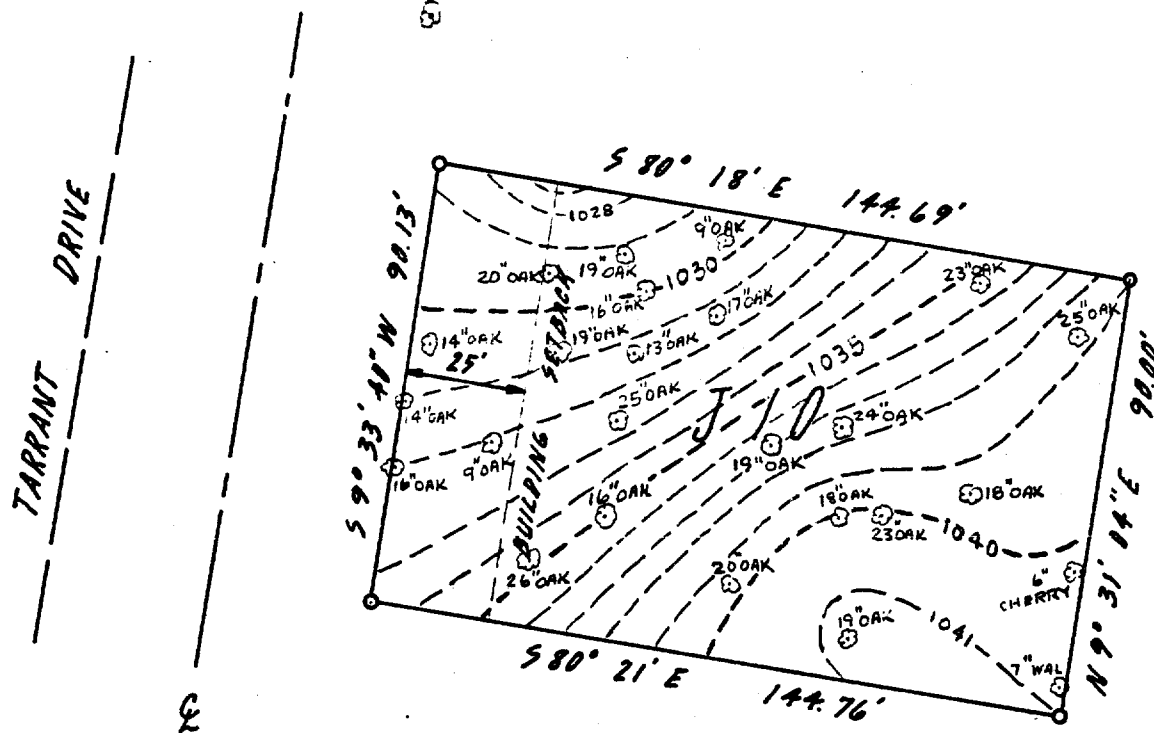 TARRANT DRIVE
℄
S 80° 18' E 144.69'
S 9° 33' 40" W 90.13'
1028
9" OAK
20" OAK
19" OAK
23" OAK
16" OAK
1030
17" OAK
25" OAK
14" OAK
19" OAK
13" OAK
1035
25'
BUILDING SETBACK
90.00'
14" OAK
25" OAK
J 10
24" OAK
9" OAK
19" OAK
16" OAK
16" OAK
18" OAK
18" OAK
23" OAK
1040
26" OAK
20" OAK
6"
CHERRY
N 9° 31' 04" E
19" OAK
1041
7" WAL
S 80° 21' E 144.76'